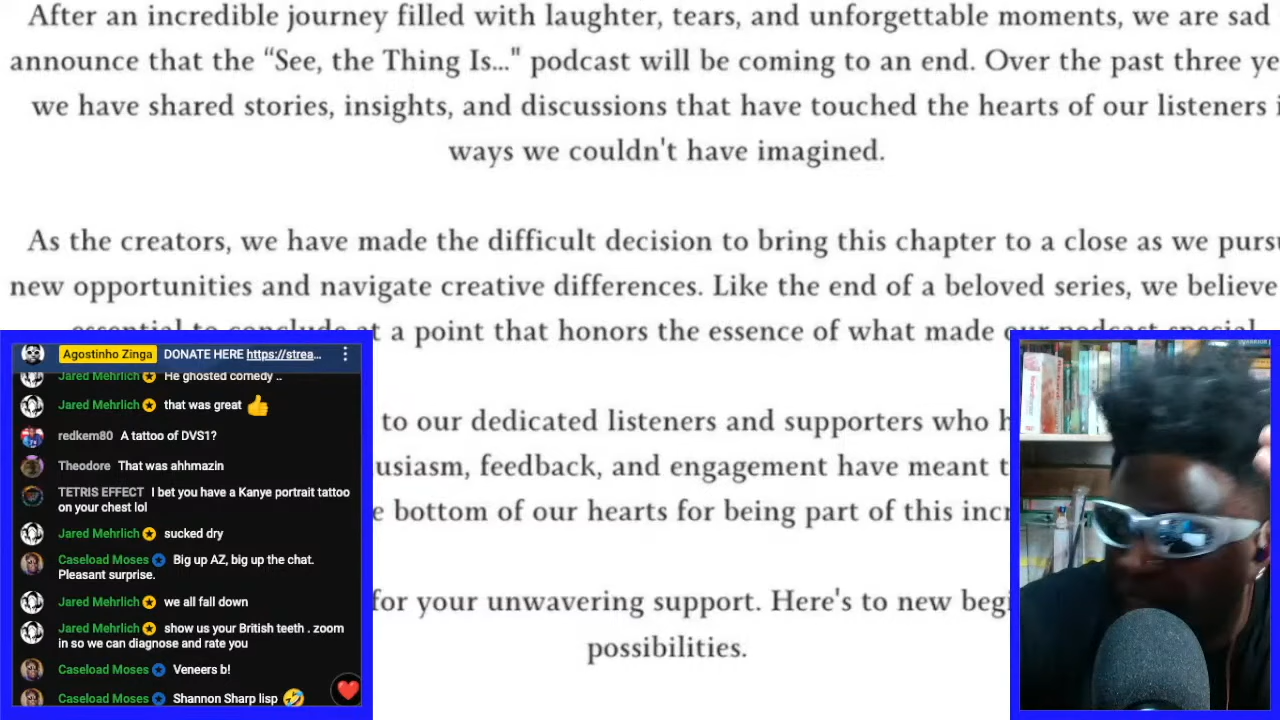 After an incredible journey filled with laughter, tears, and unforgettable moments, we are sad
announce that the “See, the Thing Is..." podcast will be coming to an end. Over the past three ye
we have shared stories, insights, and discussions that have touched the hearts of our listeners i
ways we couldn't have imagined.
As the creators, we have made the difficult decision to bring this chapter to a close as we pursu
new opportunities and navigate creative differences. Like the end of a beloved series, we believe
essential to conclude at a point that honors the essence of what made our podcast special
to our dedicated listeners and supporters who h
usiasm, feedback, and engagement have meant t
e bottom of our hearts for being part of this incr
for your unwavering support. Here's to new begi
possibilities.
Agostinho Zinga DONATE HERE https://strea...
Jared Mehrlich He ghosted comedy ..
Jared Mehrlich that was great 👍
redkem80 A tattoo of DVS1?
Theodore That was ahhmazin
TETRIS EFFECT I bet you have a Kanye portrait tattoo
on your chest lol
Jared Mehrlich sucked dry
Caseload Moses Big up AZ, big up the chat.
Pleasant surprise.
Jared Mehrlich we all fall down
Jared Mehrlich show us your British teeth . zoom
in so we can diagnose and rate you
Caseload Moses Veneers b!
Caseload Moses Shannon Sharp lisp 🤣